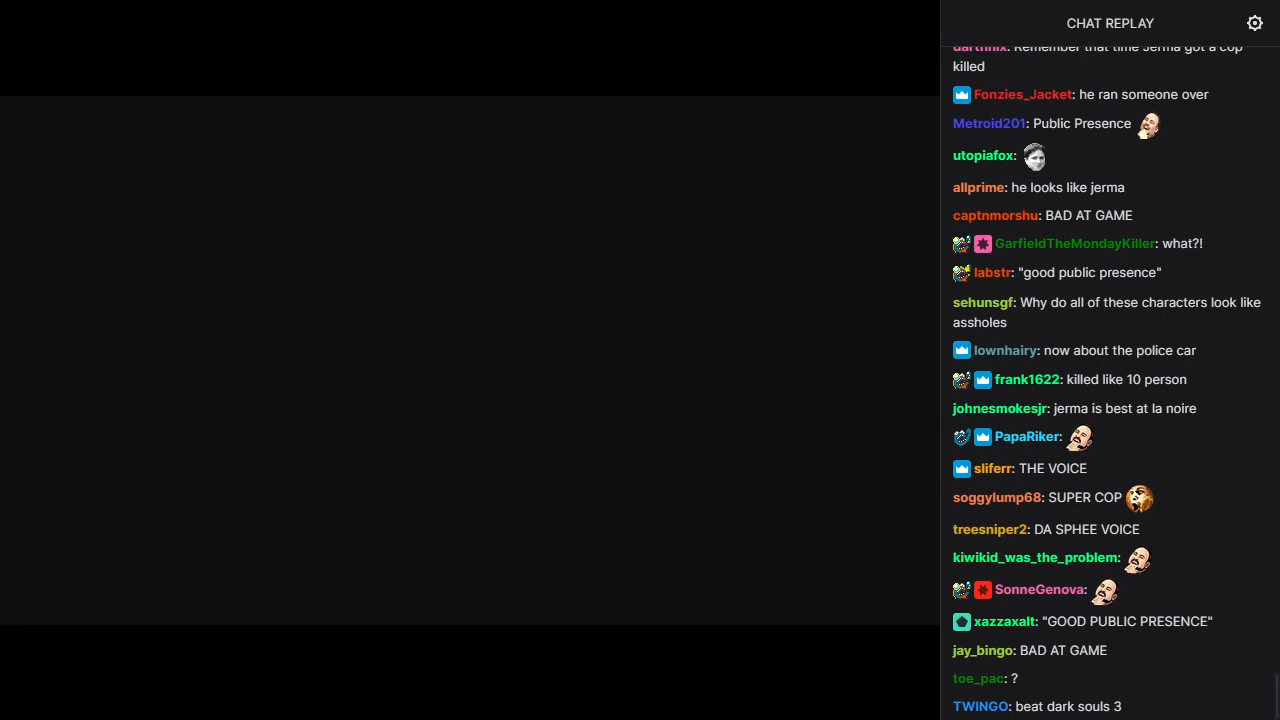 CHAT REPLAY
darthnix: Remember that time Jerma got a cop
killed
Fonzies_Jacket: he ran someone over
Metroid201: Public Presence
utopiafox:
allprime: he looks like jerma
captnmorshu: BAD AT GAME
GarfieldTheMondayKiller: what?!
labstr: "good public presence"
sehunsgf: Why do all of these characters look like
assholes
lownhairy: now about the police car
frank1622: killed like 10 person
johnesmokesjr: jerma is best at la noire
PapaRiker:
sliferr: THE VOICE
soggylump68: SUPER COP
treesniper2: DA SPHEE VOICE
kiwikid_was_the_problem:
SonneGenova:
xazzaxalt: "GOOD PUBLIC PRESENCE"
jay_bingo: BAD AT GAME
toe_pac: ?
TWINGO: beat dark souls 3